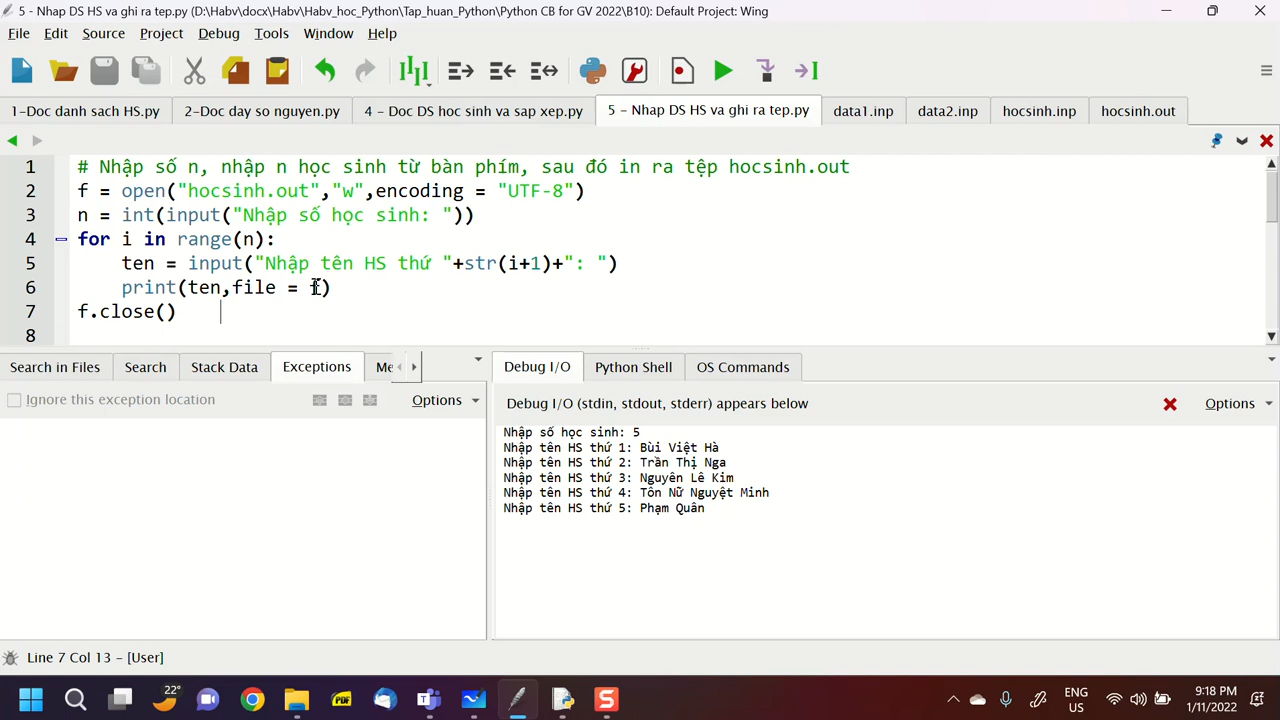 5 - Nhap DS HS va ghi ra tep.py (D:\Habv\docx\Habv\Habv_hoc_Python\Tap_huan_Python\Python CB for GV 2022\B10): Default Project: Wing
File Edit Source Project Debug Tools Window Help
1-Doc danh sach HS.py 2-Doc day so nguyen.py 4 - Doc DS hoc sinh va sap xep.py 5 - Nhap DS HS va ghi ra tep.py data1.inp data2.inp hocsinh.inp hocsinh.out
1 # Nhập số n, nhập n học sinh từ bàn phím, sau đó in ra tệp hocsinh.out
2 f = open("hocsinh.out","w",encoding = "UTF-8")
3 n = int(input("Nhập số học sinh: "))
4 for i in range(n):
5 ten = input("Nhập tên HS thứ "+str(i+1)+": ")
6 print(ten,file = f)
7 f.close()
8
Search in Files Search Stack Data Exceptions Me
Ignore this exception location Options
Debug I/O Python Shell OS Commands
Debug I/O (stdin, stdout, stderr) appears below Options
Nhập số học sinh: 5
Nhập tên HS thứ 1: Bùi Việt Hà
Nhập tên HS thứ 2: Trần Thị Nga
Nhập tên HS thứ 3: Nguyên Lê Kim
Nhập tên HS thứ 4: Tôn Nữ Nguyệt Minh
Nhập tên HS thứ 5: Phạm Quân
Line 7 Col 13 - [User]
22°
PDF
ENG
US
9:18 PM
1/11/2022